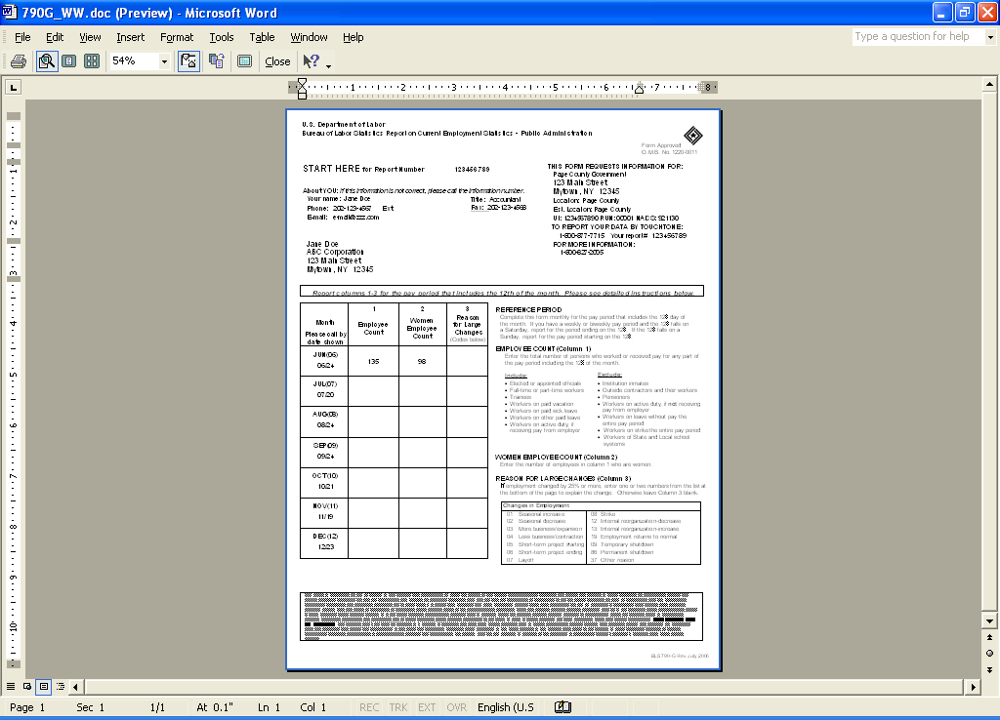 790G_WW.doc (Preview) - Microsoft Word
File Edit View Insert Format Tools Table Window Help
Type a question for help
54% Close
1 2 3 4 5 6 7 8
U.S. Department of Labor
Bureau of Labor Statistics Report on Current Employment Statistics - Public Administration
Form Approved
O.M.B. No. 1220-0011
START HERE for Report Number 123456789
About YOU: If this information is not correct, please call the information number.
Your name: Jane Doe Title: Accountant
Phone: 202-123-4567 Ext Fax: 202-123-4568
E-mail: e-mail@zzz.com
Jane Doe
ABC Corporation
123 Main Street
Mytown, NY 12345
THIS FORM REQUESTS INFORMATION FOR:
Page County Government
123 Main Street
Mytown, NY 12345
Location: Page County
Est. Location: Page County
UI: 1234567890 RUN: 00001 NAICS: 921130
TO REPORT YOUR DATA BY TOUCHTONE:
1-800-877-7715 Your report# 123456789
FOR MORE INFORMATION:
1-800-827-2005
Report columns 1-3 for the pay period that includes the 12th of the month. Please see detailed instructions below.
Month
Please call by
date shown
1
Employee
Count
2
Women
Employee
Count
3
Reason
for Large
Changes
(Codes below)
JUN(06)
06/24
135 98
JUL(07)
07/20
AUG(08)
08/24
SEP(09)
09/24
OCT(10)
10/21
NOV(11)
11/19
DEC(12)
12/23
REFERENCE PERIOD
Complete this form monthly for the pay period that includes the 12 day of
the month. If you have a weekly or biweekly pay period and the 12 falls on
a Saturday, report for the period ending on the 12. If the 12 falls on a
Sunday, report for the pay period starting on the 12.
EMPLOYEE COUNT (Column 1)
Enter the total number of persons who worked or received pay for any part of
the pay period including the 12 of the month.
Include:
• Elected or appointed officials
• Full-time or part-time workers
• Trainees
• Workers on paid vacation
• Workers on paid sick leave
• Workers on other paid leave
• Workers on active duty, if
receiving pay from employer
Exclude:
• Institution inmates
• Outside contractors and their workers
• Pensioners
• Workers on active duty, if not receiving
pay from employer
• Workers on leave without pay the
entire pay period
• Workers on strike the entire pay period
• Workers of State and Local school
systems
WOMEN EMPLOYEE COUNT (Column 2)
Enter the number of employees in column 1 who are women.
REASON FOR LARGE CHANGES (Column 3)
If employment changed by 25% or more, enter one or two numbers from the list at
the bottom of page to explain the change. Otherwise leave Column 3 blank.
Changes in Employment
01 Seasonal increase
02 Seasonal decrease
03 More business/expansion
04 Less business/contraction
05 Short-term project starting
06 Short-term project ending
07 Layoff
08 Strike
12 Internal reorganization-decrease
13 Internal reorganization-increase
19 Employment returns to normal
09 Temporary shutdown
86 Permanent shutdown
37 Other reason
BLS 790-G Rev. July 2006
Page 1 Sec 1 1/1 At 0.1" Ln 1 Col 1 REC TRK EXT OVR English (U.S